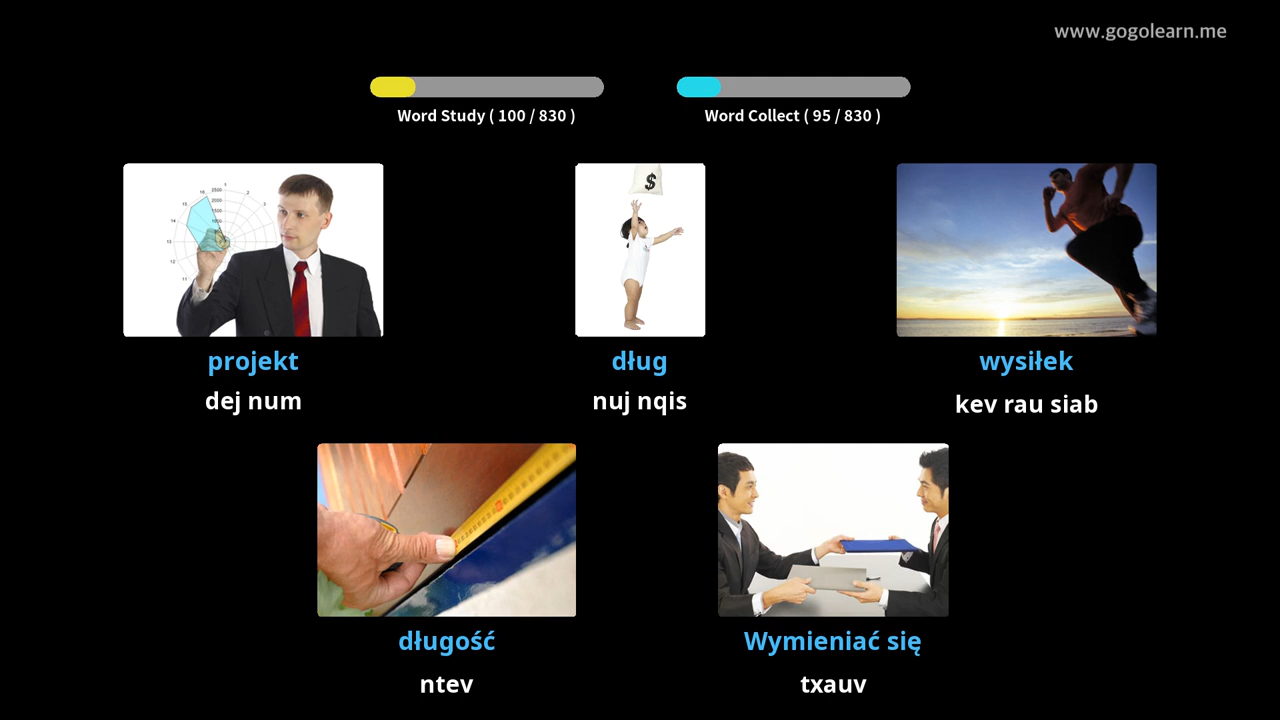 www.gogolearn.me
Word Study ( 100 / 830 )
Word Collect ( 95 / 830 )
$
projekt
dej num
dług
nuj nqis
wysiłek
kev rau siab
długość
ntev
Wymieniać się
txauv